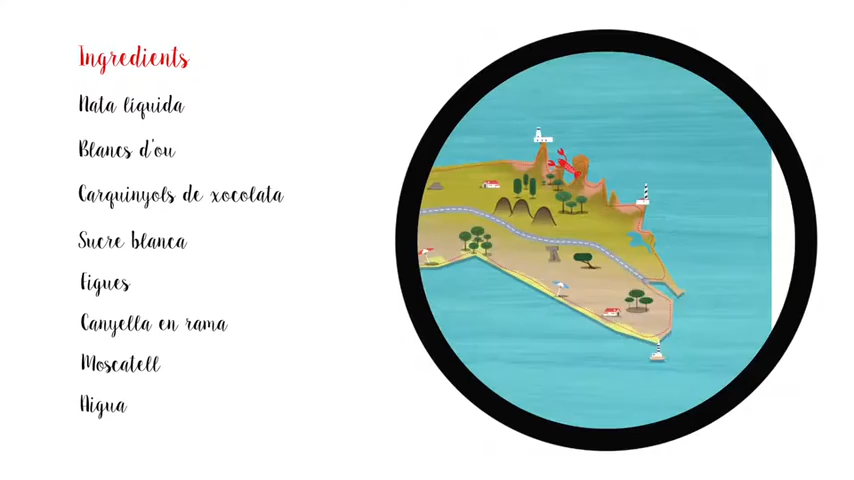 Ingredients
Nata líquida
Blancs d'ou
Carquinyols de xocolata
Sucre blanca
Figues
Canyella en rama
Moscatell
Aigua